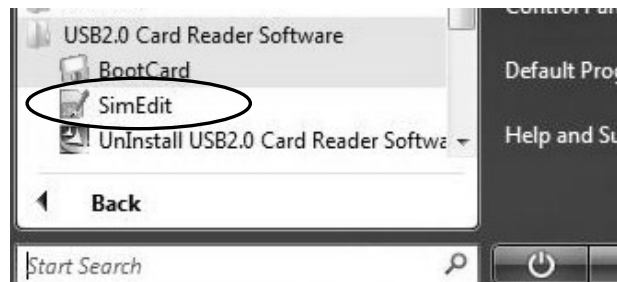 USB2.0 Card Reader Software
BootCard
SimEdit
UnInstall USB2.0 Card Reader Softwa
Back
Start Search
Default Prog
Help and Su